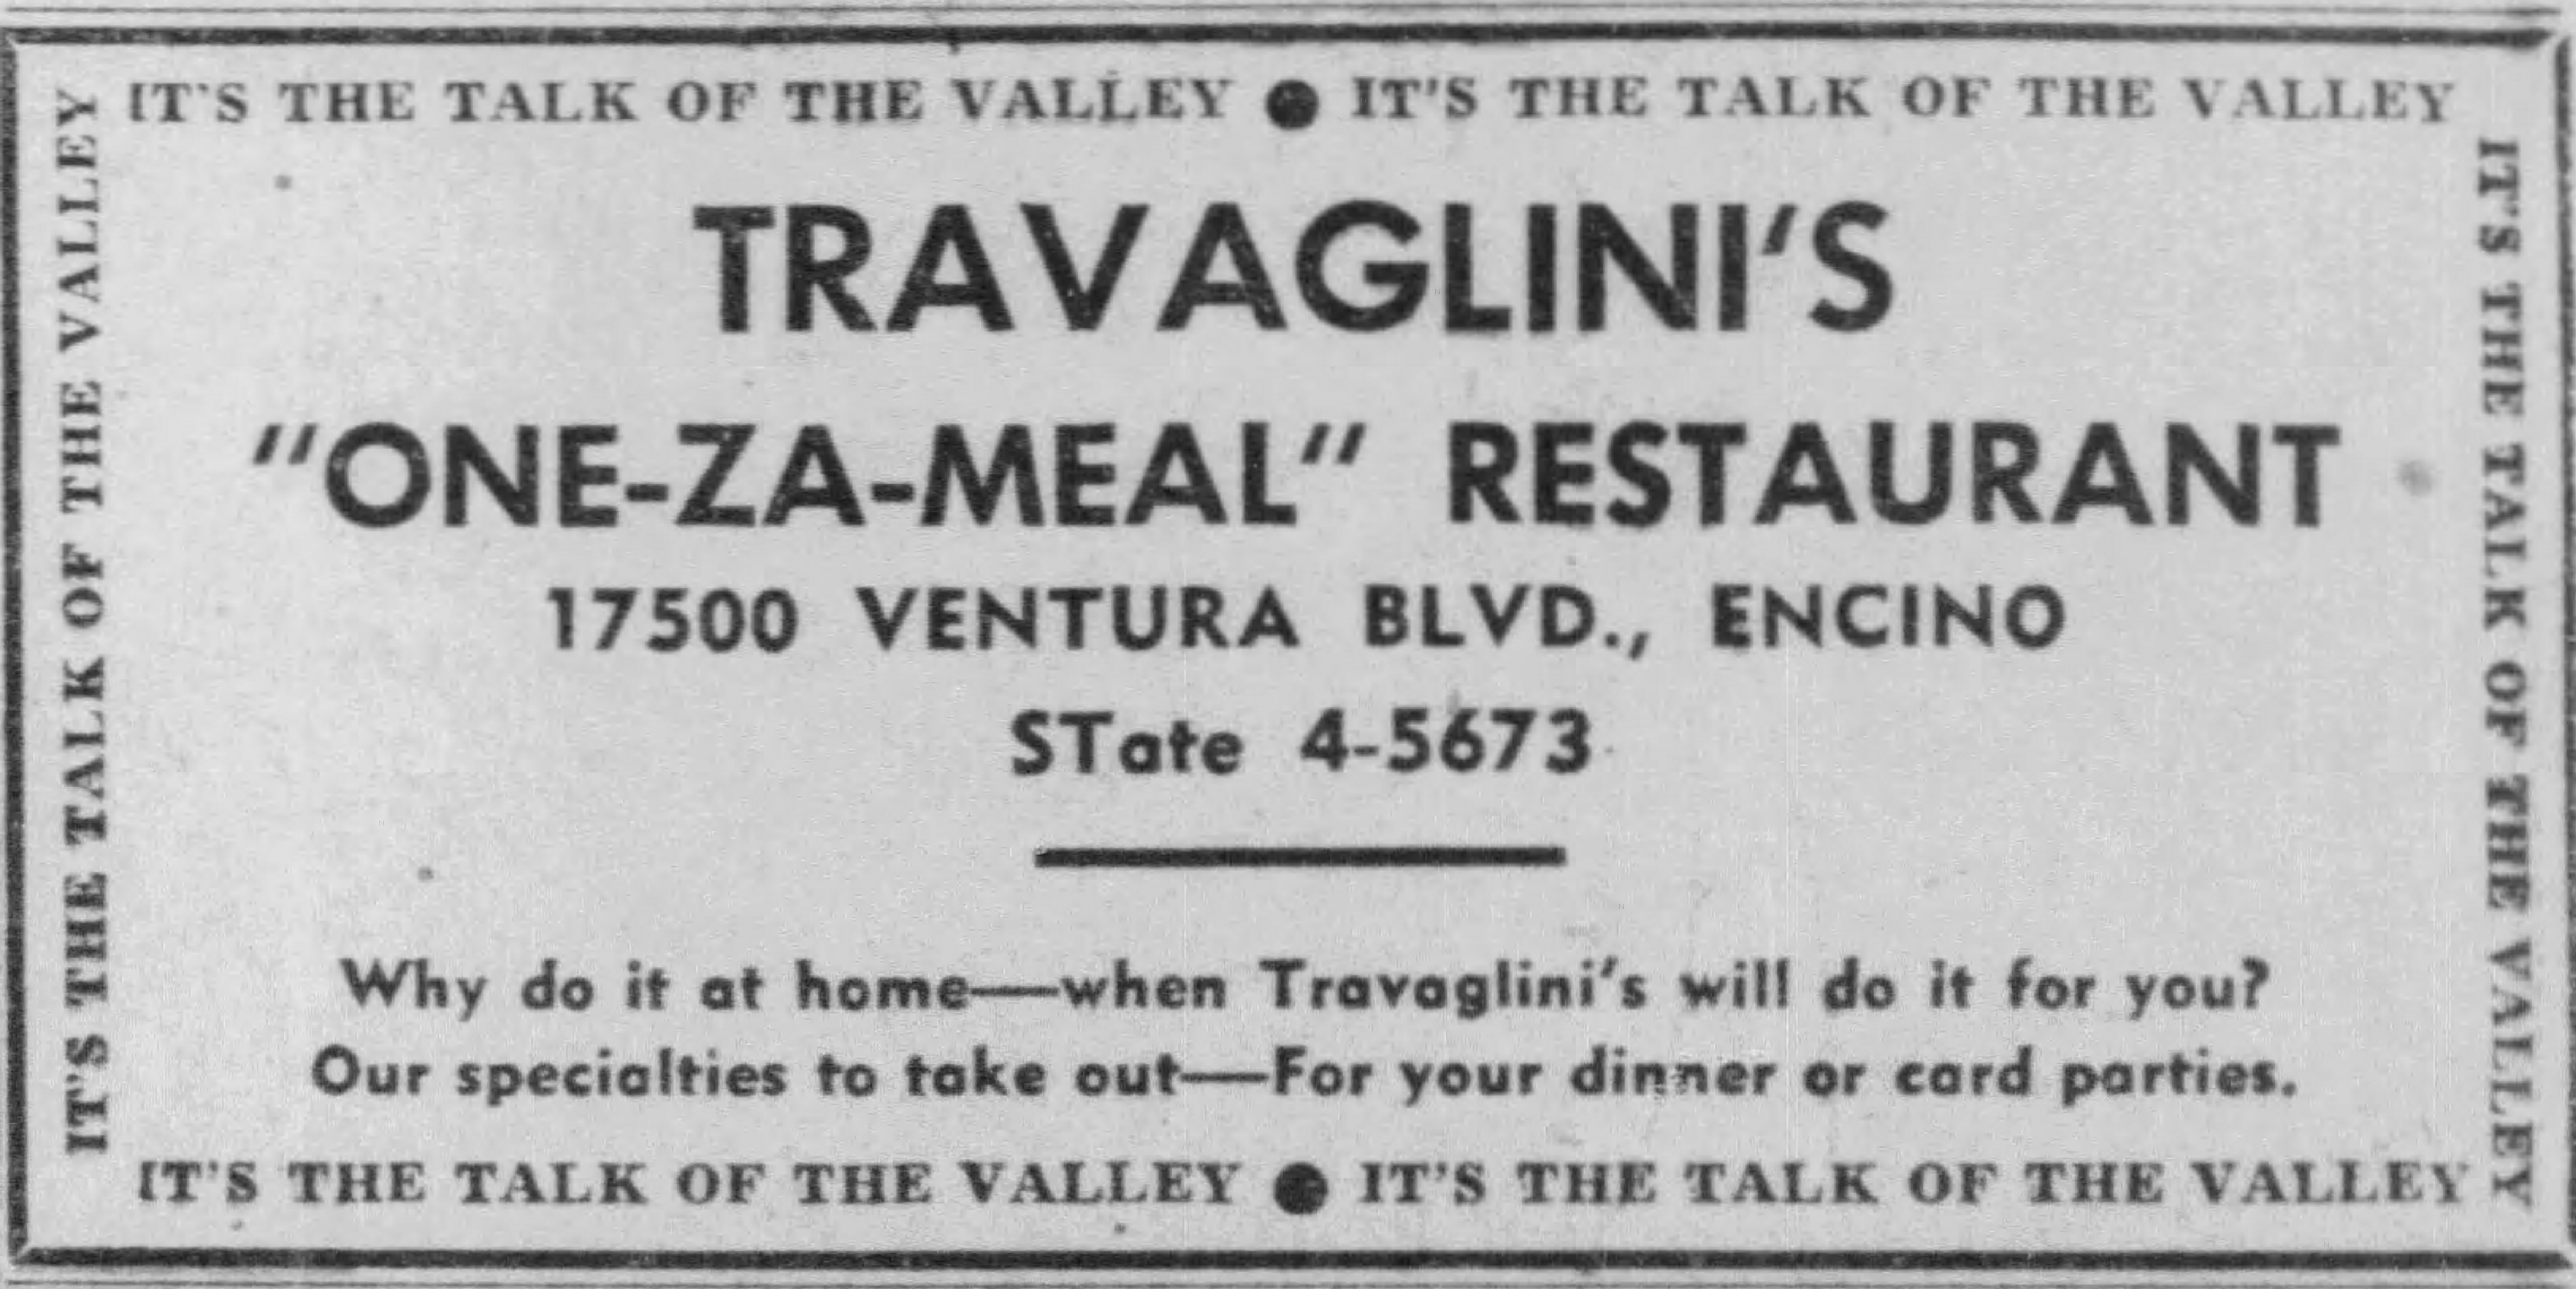 IT'S THE TALK OF THE VALLEY ● IT'S THE TALK OF THE VALLEY
IT'S THE TALK OF THE VALLEY
IT'S THE TALK OF THE VALLEY
TRAVAGLINI'S
"ONE-ZA-MEAL" RESTAURANT
17500 VENTURA BLVD., ENCINO
STate 4-5673
Why do it at home—when Travaglini's will do it for you?
Our specialties to take out—For your dinner or card parties.
IT'S THE TALK OF THE VALLEY ● IT'S THE TALK OF THE VALLEY